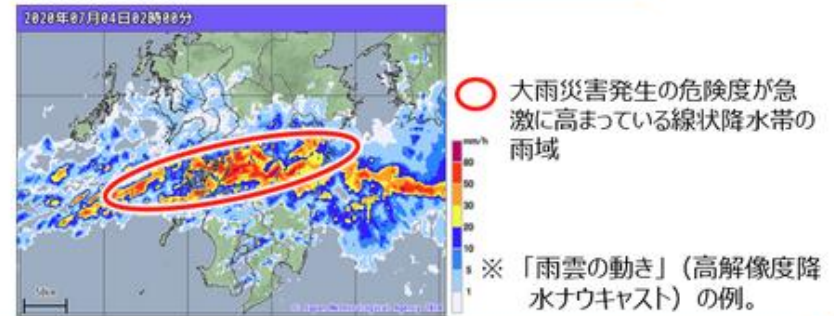 2020年07月04日02時00分
大雨災害発生の危険度が急
激に高まっている線状降水帯の
雨域
mm/h
80
50
30
20
10
5
1
※ 「雨雲の動き」（高解像度降
水ナウキャスト）の例。